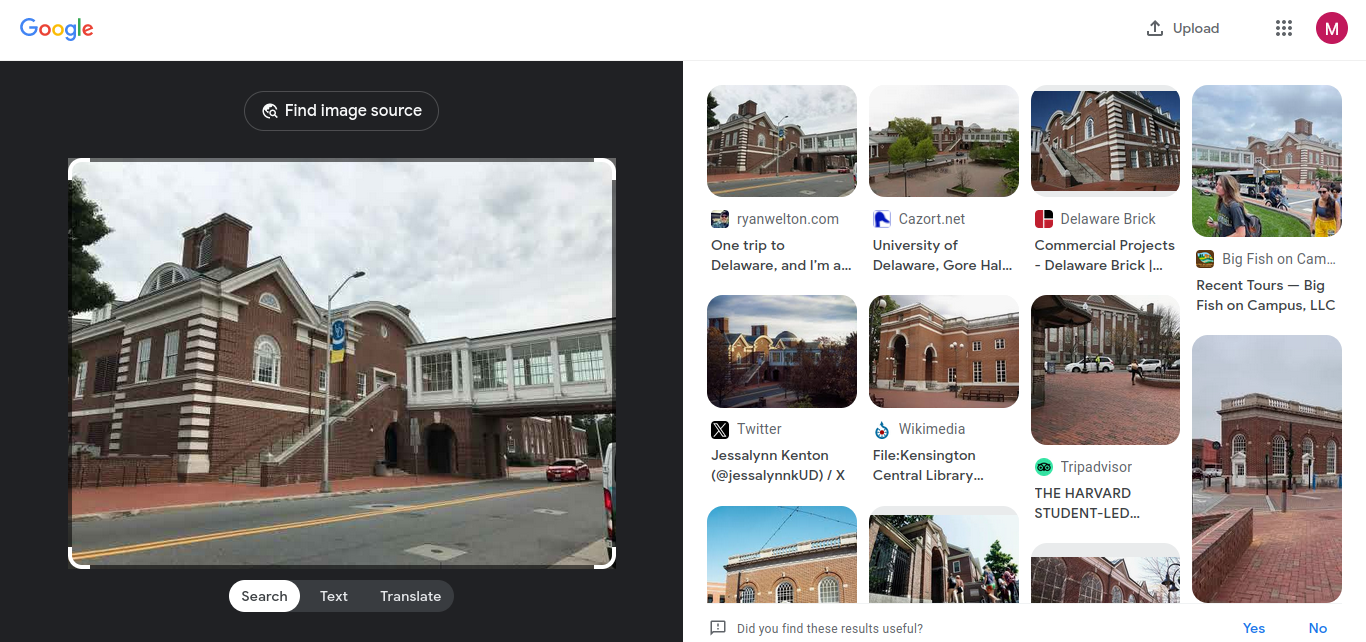 Google
Upload
M
Find image source
Search
Text
Translate
ryanwelton.com
One trip to
Delaware, and I'm a...
Cazort.net
University of
Delaware, Gore Hal...
Delaware Brick
Commercial Projects
- Delaware Brick |...
Big Fish on Cam...
Recent Tours — Big
Fish on Campus, LLC
Twitter
Jessalynn Kenton
(@jessalynnkUD) / X
Wikimedia
File:Kensington
Central Library...
Tripadvisor
THE HARVARD
STUDENT-LED...
Did you find these results useful?
Yes
No